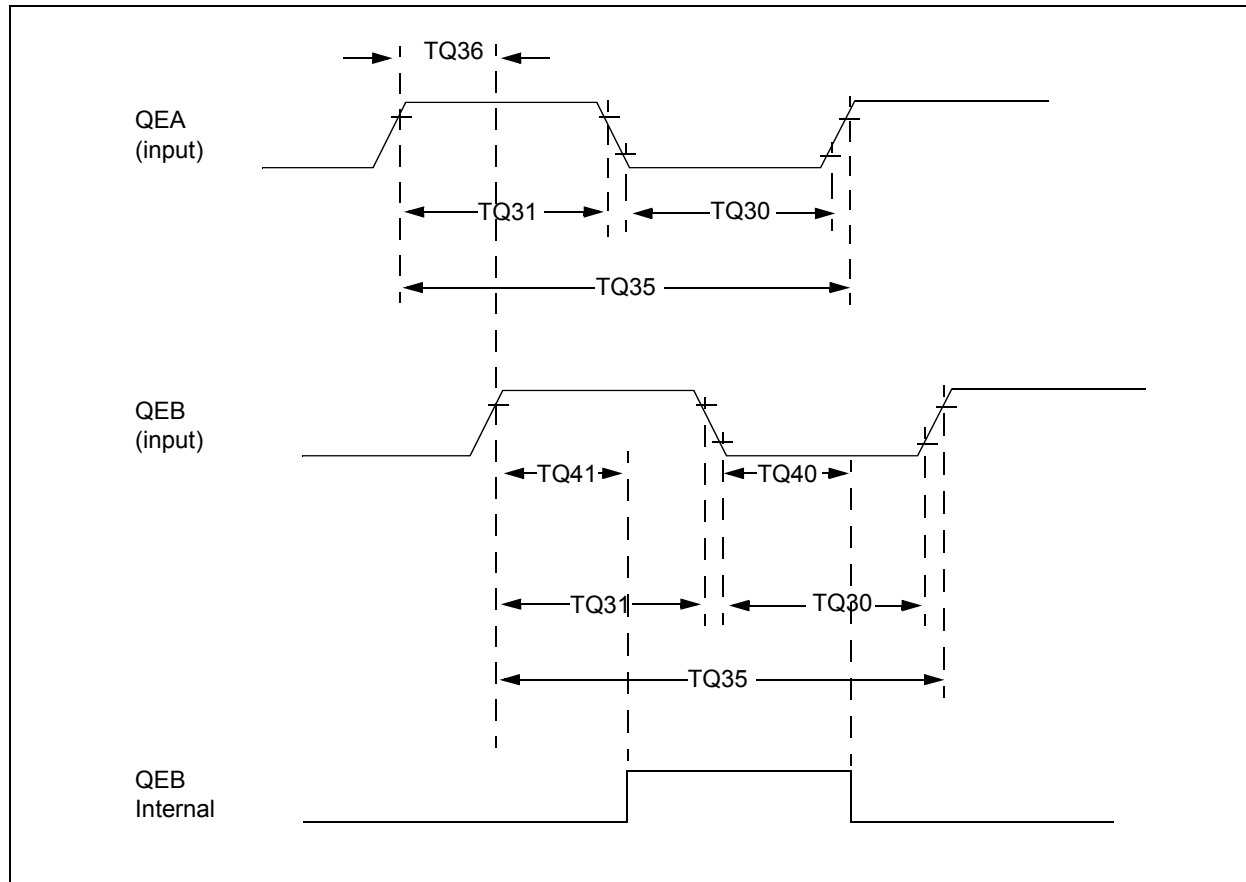 TQ36
QEA
(input)
TQ31
TQ30
TQ35
QEB
(input)
TQ41
TQ40
TQ31
TQ30
TQ35
QEB
Internal